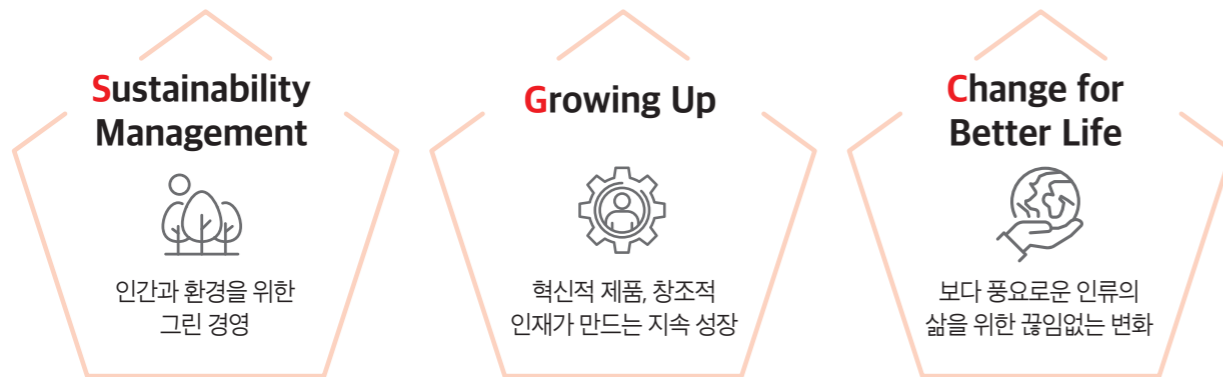 Sustainability
Management
인간과 환경을 위한
그린 경영
Growing Up
혁신적 제품, 창조적
인재가 만드는 지속 성장
Change for
Better Life
보다 풍요로운 인류의
삶을 위한 끊임없는 변화